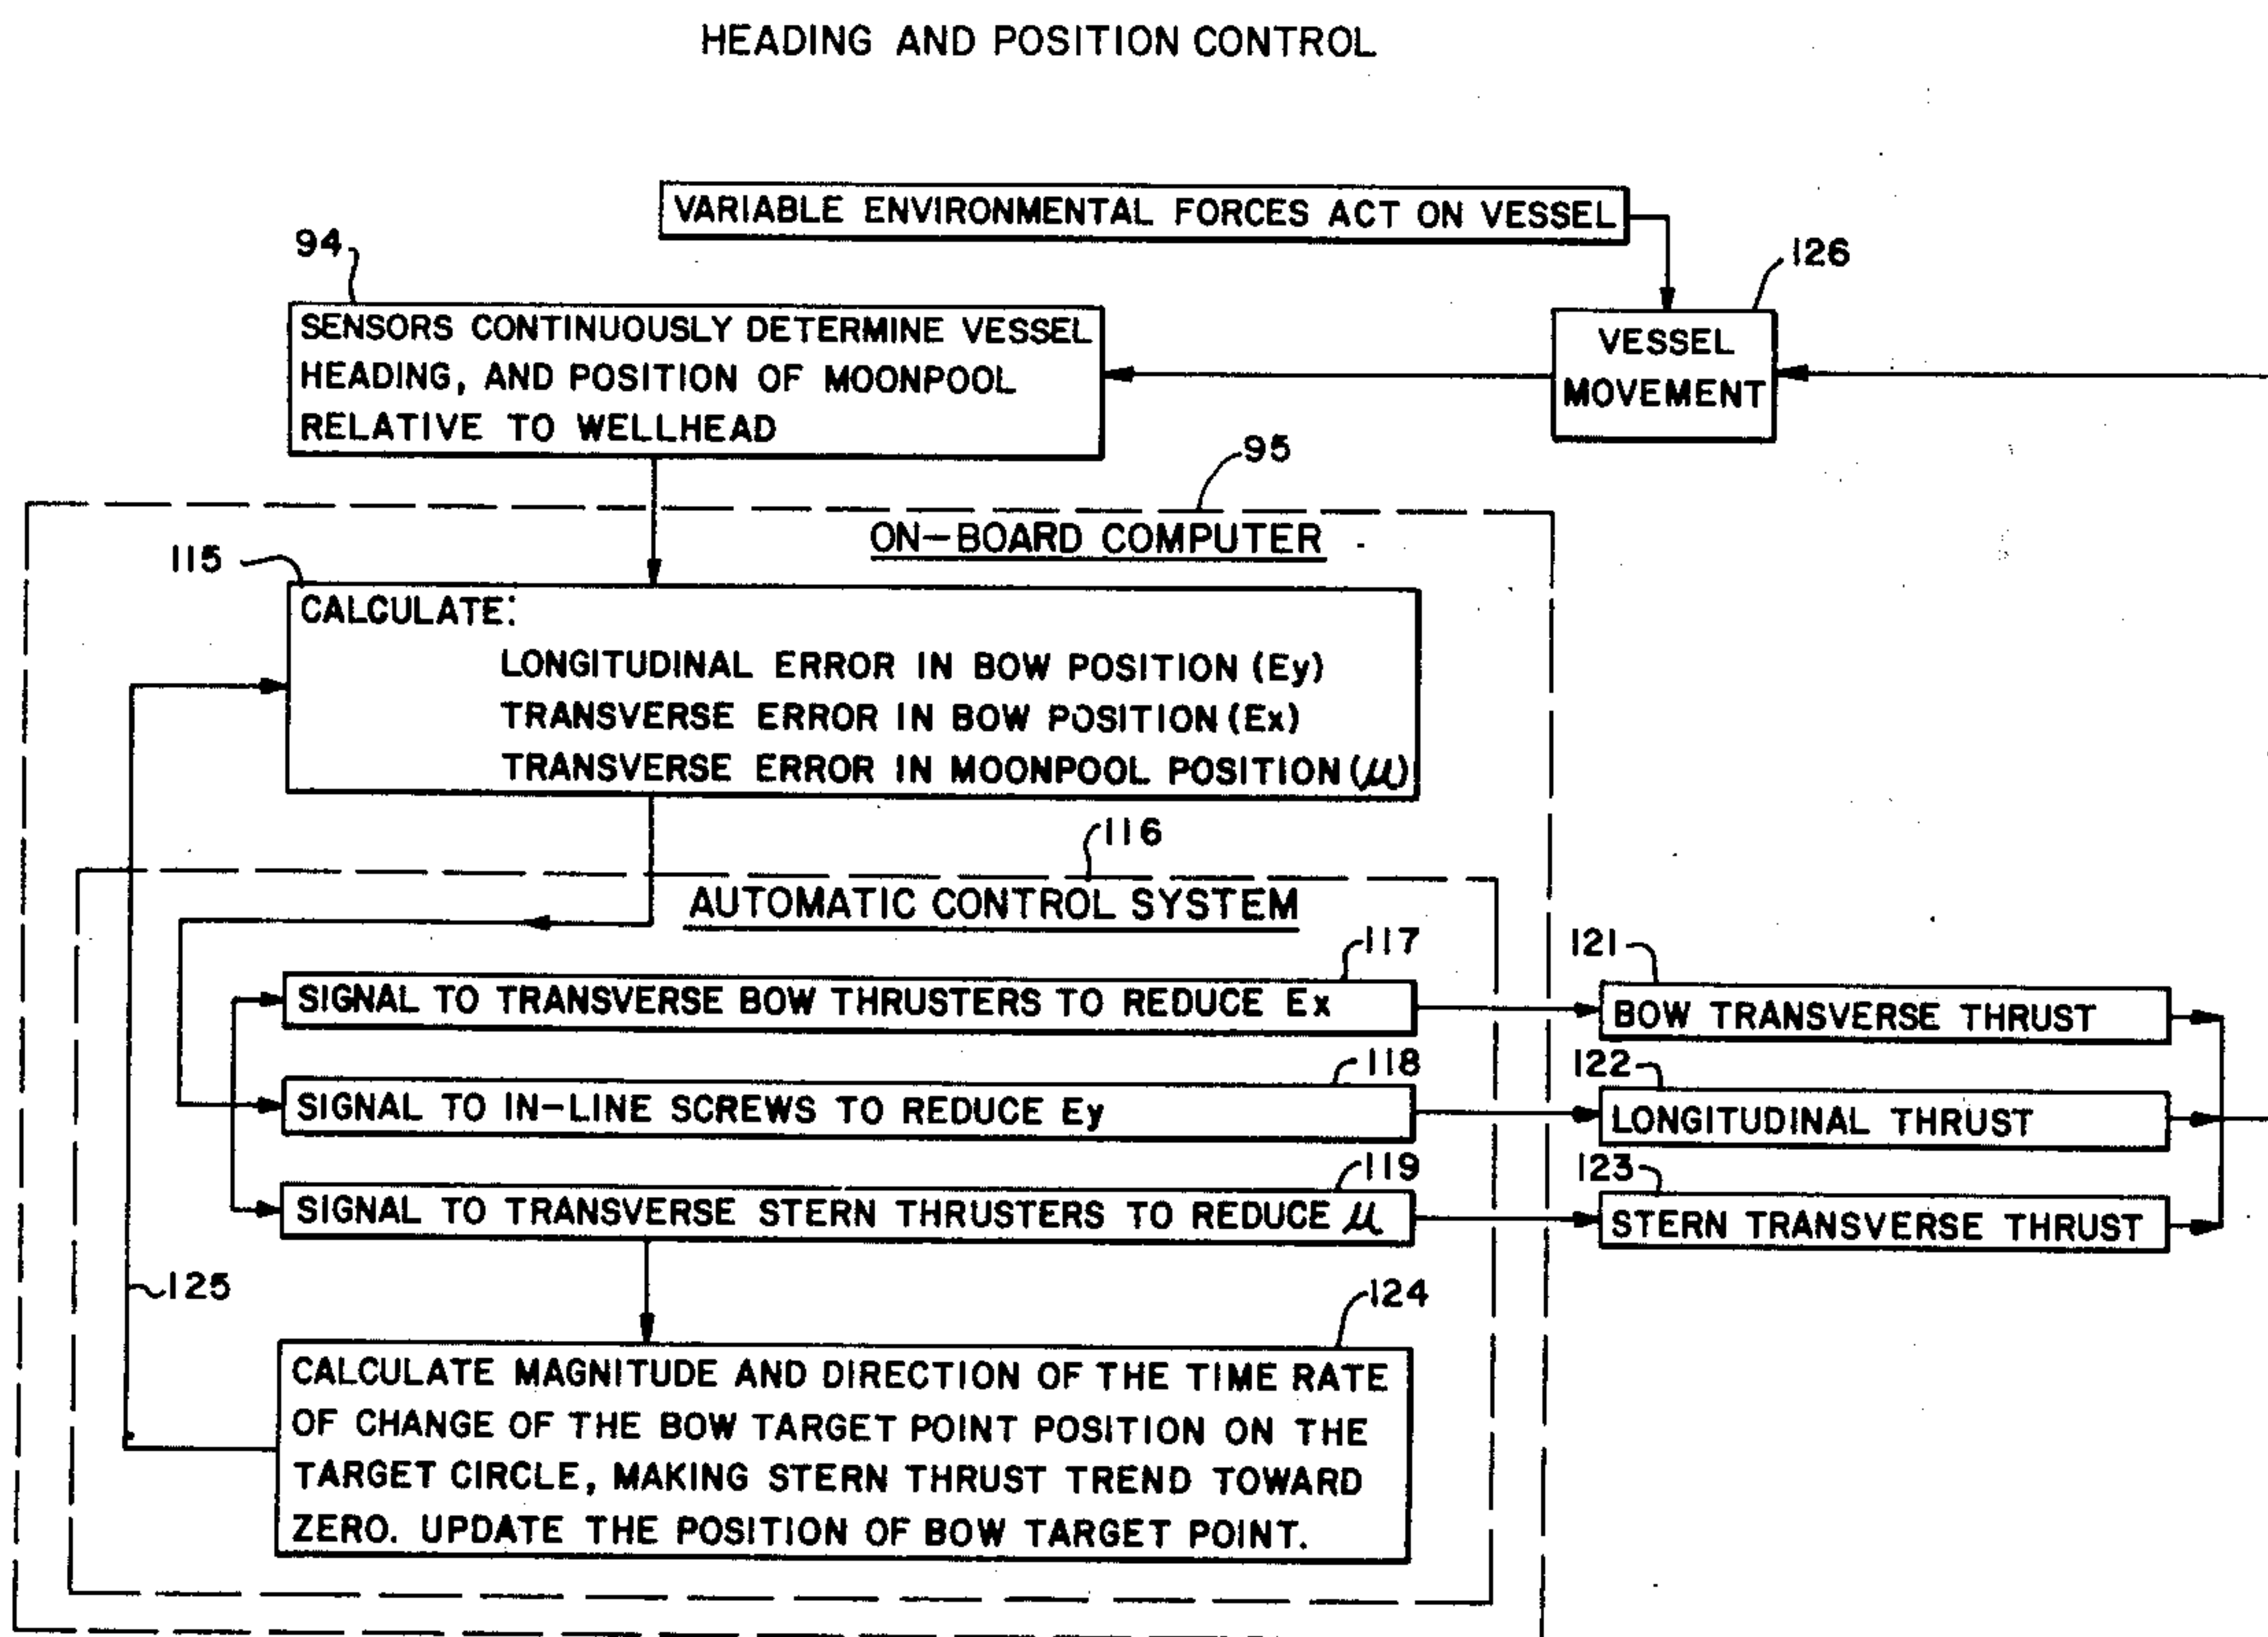 HEADING AND POSITION CONTROL
VARIABLE ENVIRONMENTAL FORCES ACT ON VESSEL
94
126
SENSORS CONTINUOUSLY DETERMINE VESSEL
HEADING, AND POSITION OF MOONPOOL
RELATIVE TO WELLHEAD
VESSEL
MOVEMENT
95
ON-BOARD COMPUTER
115
CALCULATE:
LONGITUDINAL ERROR IN BOW POSITION (Ey)
TRANSVERSE ERROR IN BOW POSITION (Ex)
TRANSVERSE ERROR IN MOONPOOL POSITION (μ)
116
AUTOMATIC CONTROL SYSTEM
117
121
SIGNAL TO TRANSVERSE BOW THRUSTERS TO REDUCE Ex
BOW TRANSVERSE THRUST
118
122
SIGNAL TO IN-LINE SCREWS TO REDUCE Ey
LONGITUDINAL THRUST
119
123
SIGNAL TO TRANSVERSE STERN THRUSTERS TO REDUCE μ
STERN TRANSVERSE THRUST
125
124
CALCULATE MAGNITUDE AND DIRECTION OF THE TIME RATE
OF CHANGE OF THE BOW TARGET POINT POSITION ON THE
TARGET CIRCLE, MAKING STERN THRUST TREND TOWARD
ZERO. UPDATE THE POSITION OF BOW TARGET POINT.